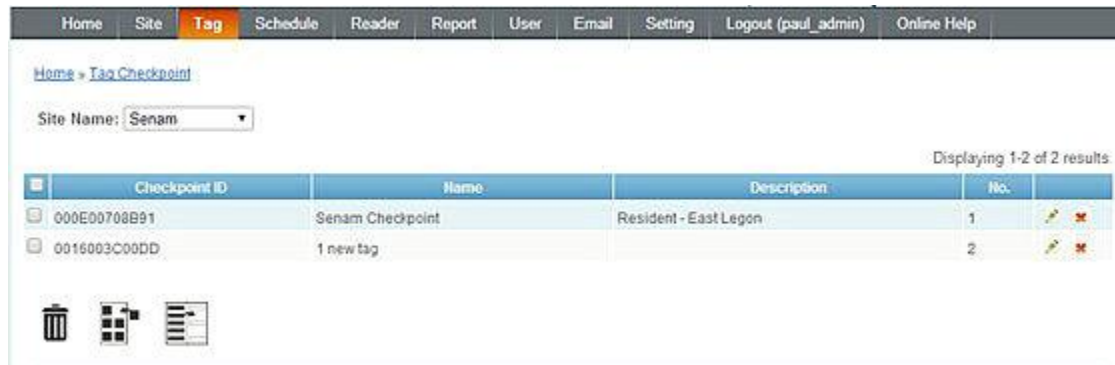 Home Site Tag Schedule Reader Report User Email Setting Logout (paul_admin) Online Help
Home » Tag Checkpoint
Site Name: Senam
Displaying 1-2 of 2 results
Checkpoint ID Name Description No.
000E00708B91 Senam Checkpoint Resident - East Legon 1
0016003C00DD 1 new tag 2